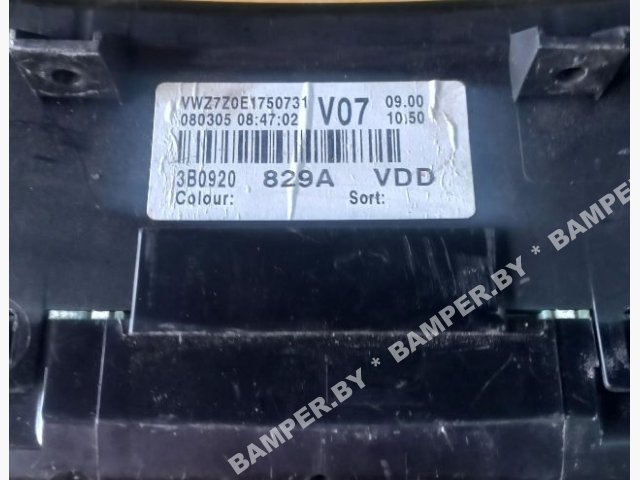 VWZ7Z0E1750731 V07 09.00
080305 08:47:02 10.50
3B0920 829A VDD
Colour: Sort:
BAMPER.BY * BAMPER.BY * BAMPER.BY